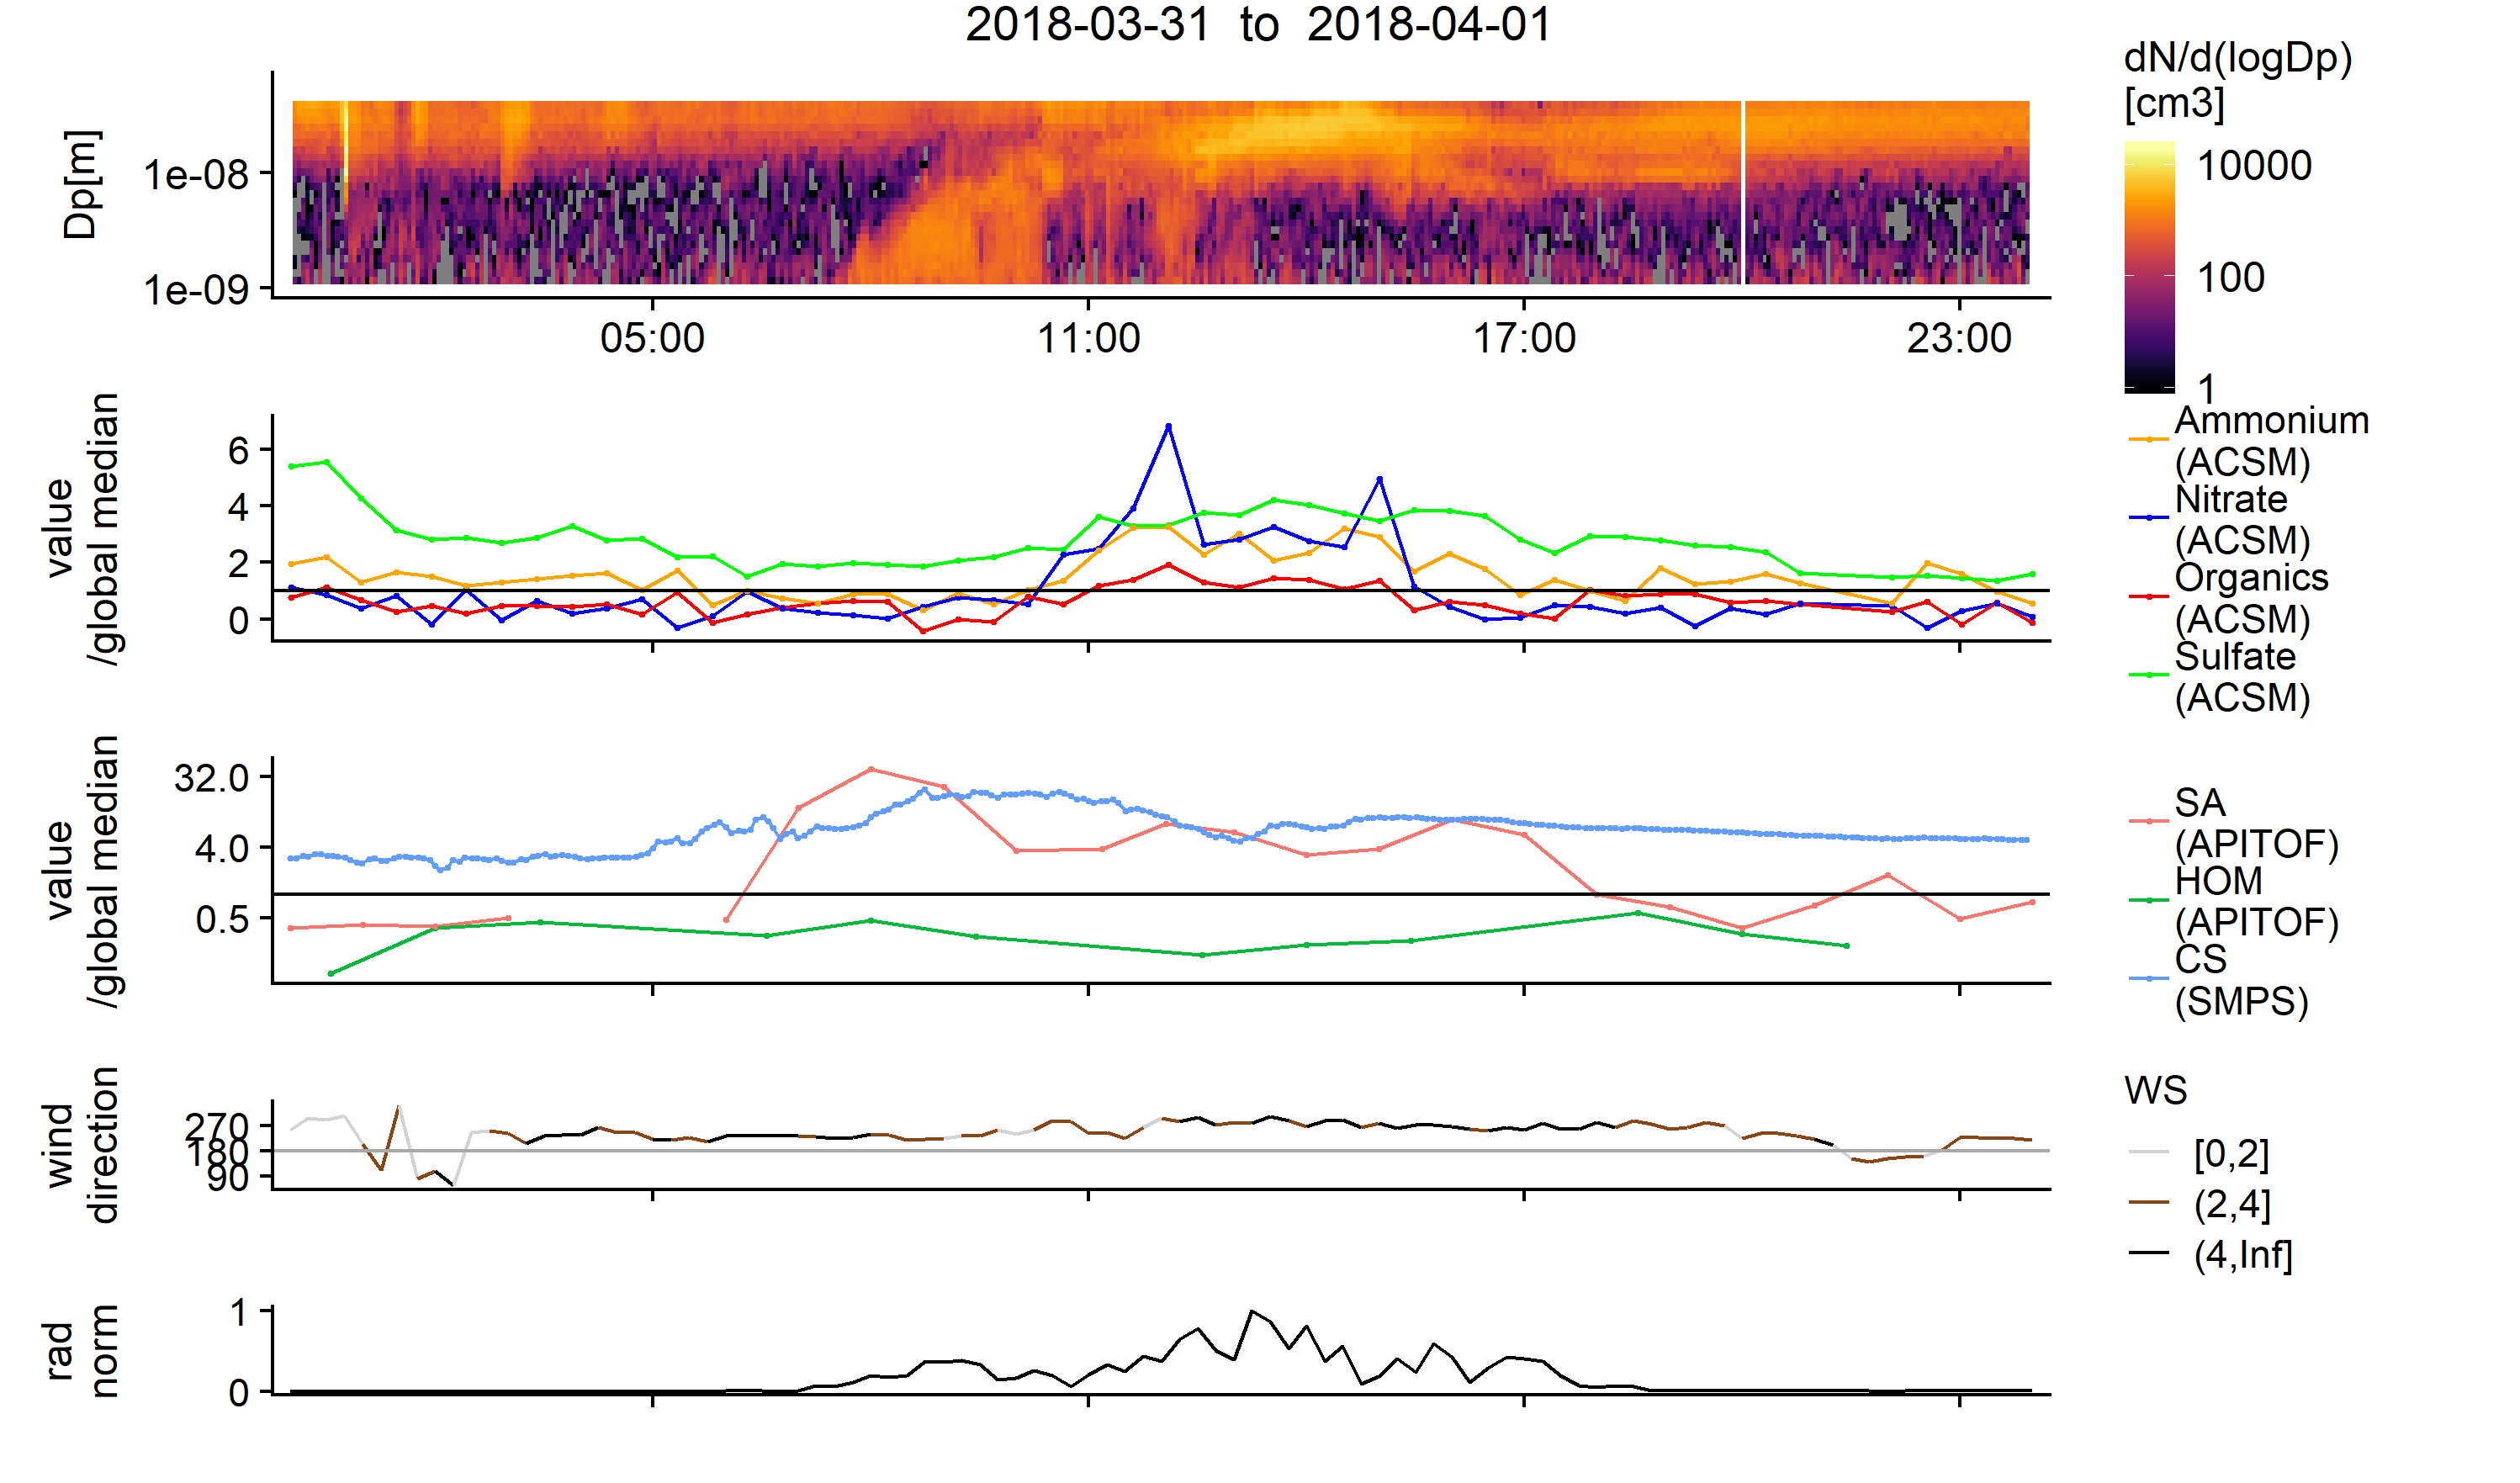 2018-03-31  to  2018-04-01
Dp[m]
1e-08
1e-09
05:00
11:00
17:00
23:00
dN/d(logDp)
[cm3]
10000
100
1
value
/global median
6
4
2
0
Ammonium
(ACSM)
Nitrate
(ACSM)
Organics
(ACSM)
Sulfate
(ACSM)
value
/global median
32.0
4.0
0.5
SA
(APITOF)
HOM
(APITOF)
CS
(SMPS)
wind
direction
270
180
90
WS
[0,2]
(2,4]
(4,Inf]
rad
norm
1
0